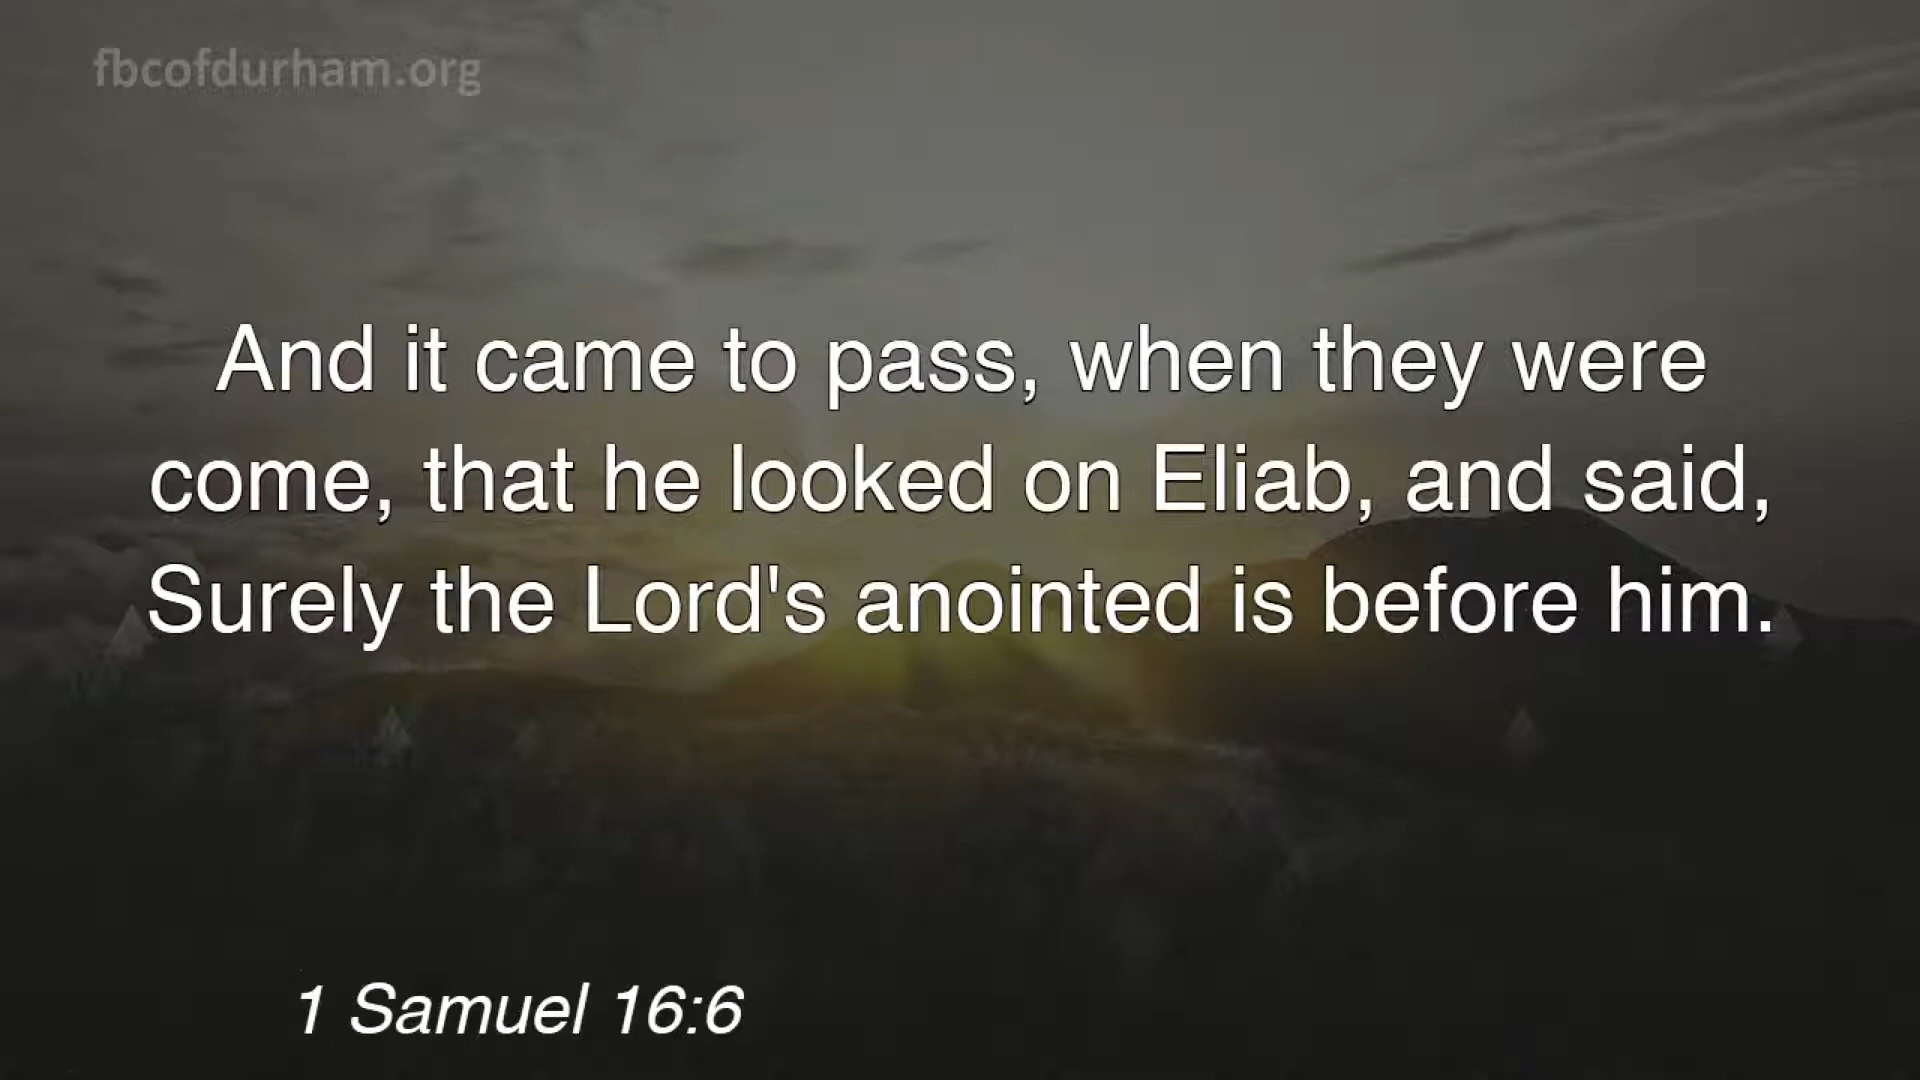 fbcofdurham.org
And it came to pass, when they were
come, that he looked on Eliab, and said,
Surely the Lord's anointed is before him.
1 Samuel 16:6